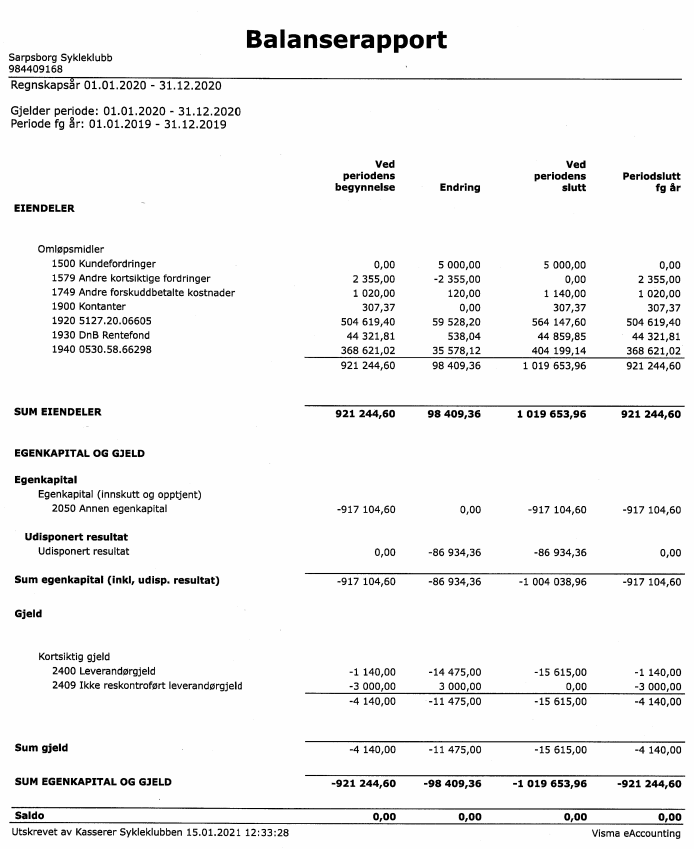 Balanserapport
Sarpsborg Sykleklubb
984409168
Regnskapsår 01.01.2020 - 31.12.2020
Gjelder periode: 01.01.2020 - 31.12.2020
Periode fg år: 01.01.2019 - 31.12.2019
Ved periodens begynnelse Endring Ved periodens slutt Periodslutt fg år
EIENDELER
Omløpsmidler
1500 Kundefordringer 0,00 5 000,00 5 000,00 0,00
1579 Andre kortsiktige fordringer 2 355,00 -2 355,00 0,00 2 355,00
1749 Andre forskuddbetalte kostnader 1 020,00 120,00 1 140,00 1 020,00
1900 Kontanter 307,37 0,00 307,37 307,37
1920 5127.20.06605 504 619,40 59 528,20 564 147,60 504 619,40
1930 DnB Rentefond 44 321,81 538,04 44 859,85 44 321,81
1940 0530.58.66298 368 621,02 35 578,12 404 199,14 368 621,02
921 244,60 98 409,36 1 019 653,96 921 244,60
SUM EIENDELER 921 244,60 98 409,36 1 019 653,96 921 244,60
EGENKAPITAL OG GJELD
Egenkapital
Egenkapital (innskutt og opptjent)
2050 Annen egenkapital -917 104,60 0,00 -917 104,60 -917 104,60
Udisponert resultat
Udisponert resultat 0,00 -86 934,36 -86 934,36 0,00
Sum egenkapital (inkl, udisp. resultat) -917 104,60 -86 934,36 -1 004 038,96 -917 104,60
Gjeld
Kortsiktig gjeld
2400 Leverandørgjeld -1 140,00 -14 475,00 -15 615,00 -1 140,00
2409 Ikke reskontroført leverandørgjeld -3 000,00 3 000,00 0,00 -3 000,00
-4 140,00 -11 475,00 -15 615,00 -4 140,00
Sum gjeld -4 140,00 -11 475,00 -15 615,00 -4 140,00
SUM EGENKAPITAL OG GJELD -921 244,60 -98 409,36 -1 019 653,96 -921 244,60
Saldo 0,00 0,00 0,00 0,00
Utskrevet av Kasserer Sykleklubben 15.01.2021 12:33:28 Visma eAccounting